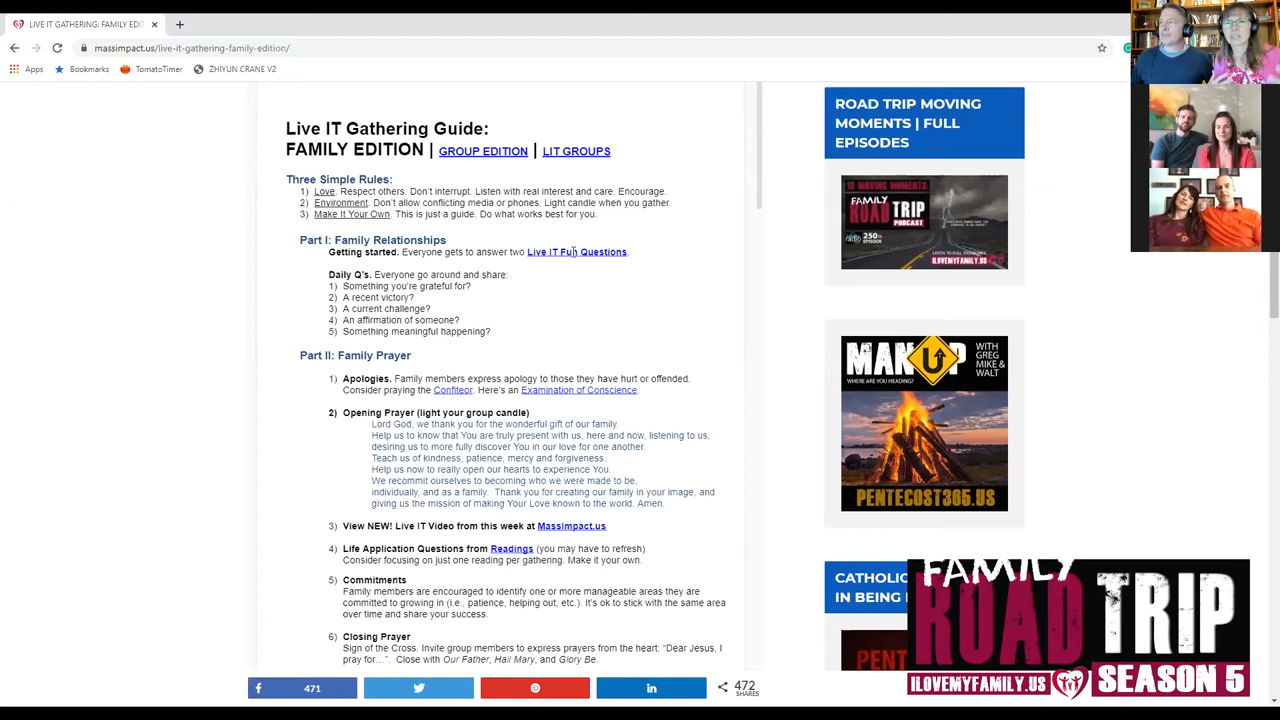 LIVE IT GATHERING: FAMILY EDIT
massimpact.us/live-it-gathering-family-edition/
Apps
Bookmarks
TomatoTimer
ZHIYUN CRANE V2
Live IT Gathering Guide:
FAMILY EDITION | GROUP EDITION | LIT GROUPS
Three Simple Rules:
1) Love. Respect others. Don't interrupt. Listen with real interest and care. Encourage.
2) Environment. Don't allow conflicting media or phones. Light candle when you gather.
3) Make It Your Own. This is just a guide. Do what works best for you.
Part I: Family Relationships
Getting started. Everyone gets to answer two Live IT Fun Questions.
Daily Q's. Everyone go around and share:
1) Something you're grateful for?
2) A recent victory?
3) A current challenge?
4) An affirmation of someone?
5) Something meaningful happening?
Part II: Family Prayer
1) Apologies. Family members express apology to those they have hurt or offended.
Consider praying the Confiteor. Here's an Examination of Conscience.
2) Opening Prayer (light your group candle)
Lord God, we thank you for the wonderful gift of our family.
Help us to know that You are truly present with us, here and now, listening to us,
desiring us to more fully discover You in our love for one another.
Teach us of kindness, patience, mercy and forgiveness.
Help us now to really open our hearts to experience You.
We recommit ourselves to becoming who we were made to be,
individually, and as a family. Thank you for creating our family in your image, and
giving us the mission of making Your Love known to the world. Amen.
3) View NEW! Live IT Video from this week at MassImpact.us
4) Life Application Questions from Readings (you may have to refresh)
Consider focusing on just one reading per gathering. Make it your own.
5) Commitments
Family members are encouraged to identify one or more manageable areas they are
committed to growing in (i.e., patience, helping out, etc.). It's ok to stick with the same area
over time and share your success.
6) Closing Prayer
Sign of the Cross. Invite group members to express prayers from the heart: "Dear Jesus, I
pray for…". Close with Our Father, Hail Mary, and Glory Be.
471
472
SHARES
ROAD TRIP MOVING
MOMENTS | FULL
EPISODES
13 MOVING MOMENTS:
FAMILY
ROAD TRIP
PODCAST
250TH
EPISODE
LISTEN TO FULL EPISODES
ILOVEMYFAMILY.US
MAN UP
WITH
GREG
MIKE &
WALT
WHERE ARE YOU HEADING?
PENTECOST365.US
CATHOLIC
IN BEING
PENT
FAMILY
ROAD TRIP
ILOVEMYFAMILY.US
SEASON 5